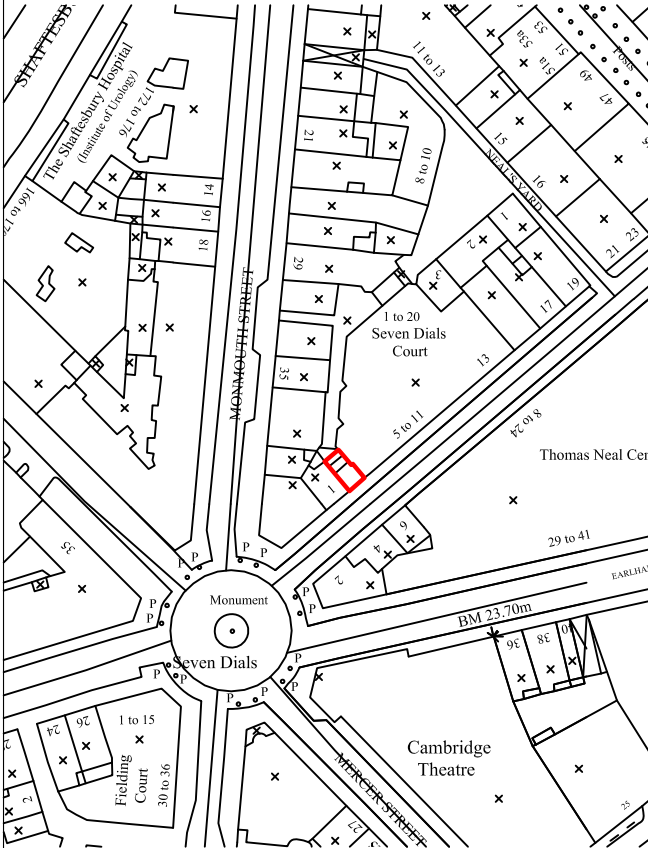 SHAFTESB
The Shaftesbury Hospital
(Institute of Urology)
172 to 176
166 to 17
14
16
18
MONMOUTH STREET
21
29
35
11 to 13
8 to 10
NEAL'S YARD
53
53a
51
51a
49
47
Posts
15
16
21
23
1
2
3
19
17
13
1 to 20
Seven Dials
Court
5 to 11
1
8 to 24
Thomas Neal Cen
29 to 41
EARLHA
BM 23.70m
6
4
2
35
P
P
P
P
P
P
P
P
P
P
P
P
Monument
Seven Dials
36
38
40
Cambridge
Theatre
MERCER STREET
24
26
1 to 15
Fielding
Court
30 to 36
2
27
25